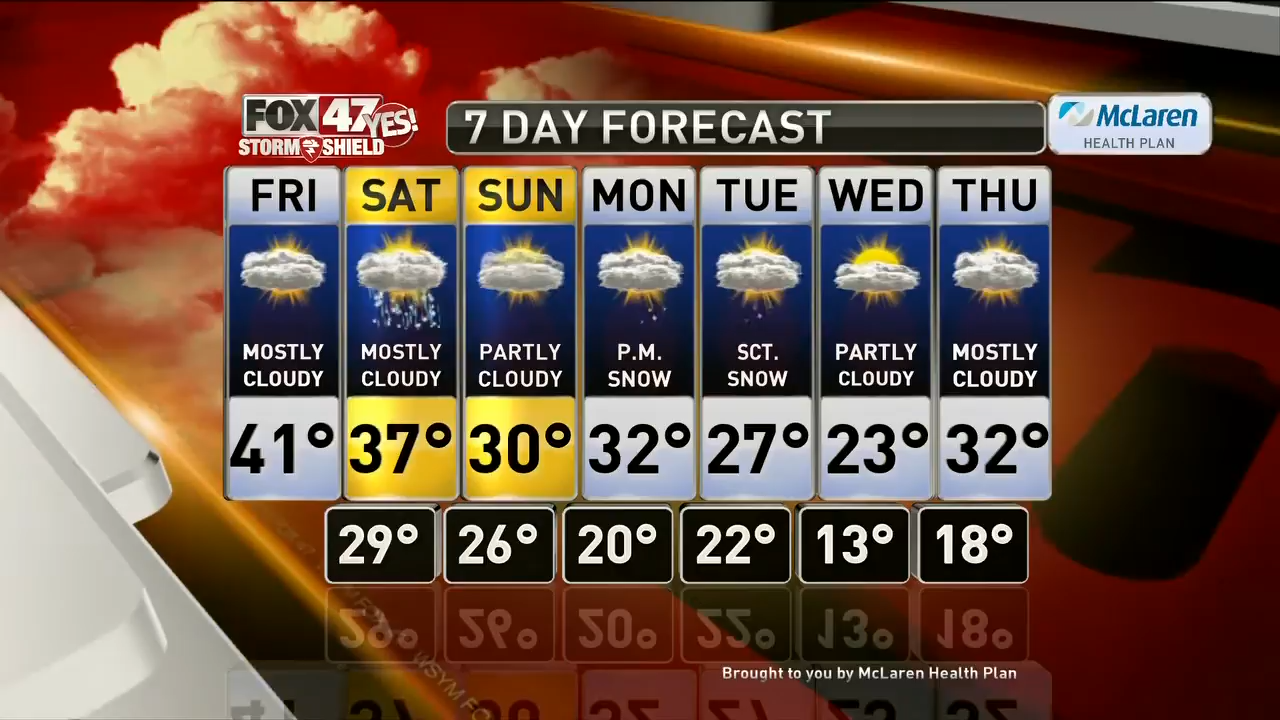 FOX 47 YES!
STORM SHIELD
7 DAY FORECAST
McLaren
HEALTH PLAN
FRI SAT SUN MON TUE WED THU
MOSTLY MOSTLY PARTLY P.M. SCT. PARTLY MOSTLY
CLOUDY CLOUDY CLOUDY SNOW SNOW CLOUDY CLOUDY
41° 37° 30° 32° 27° 23° 32°
29° 26° 20° 22° 13° 18°
Brought to you by McLaren Health Plan